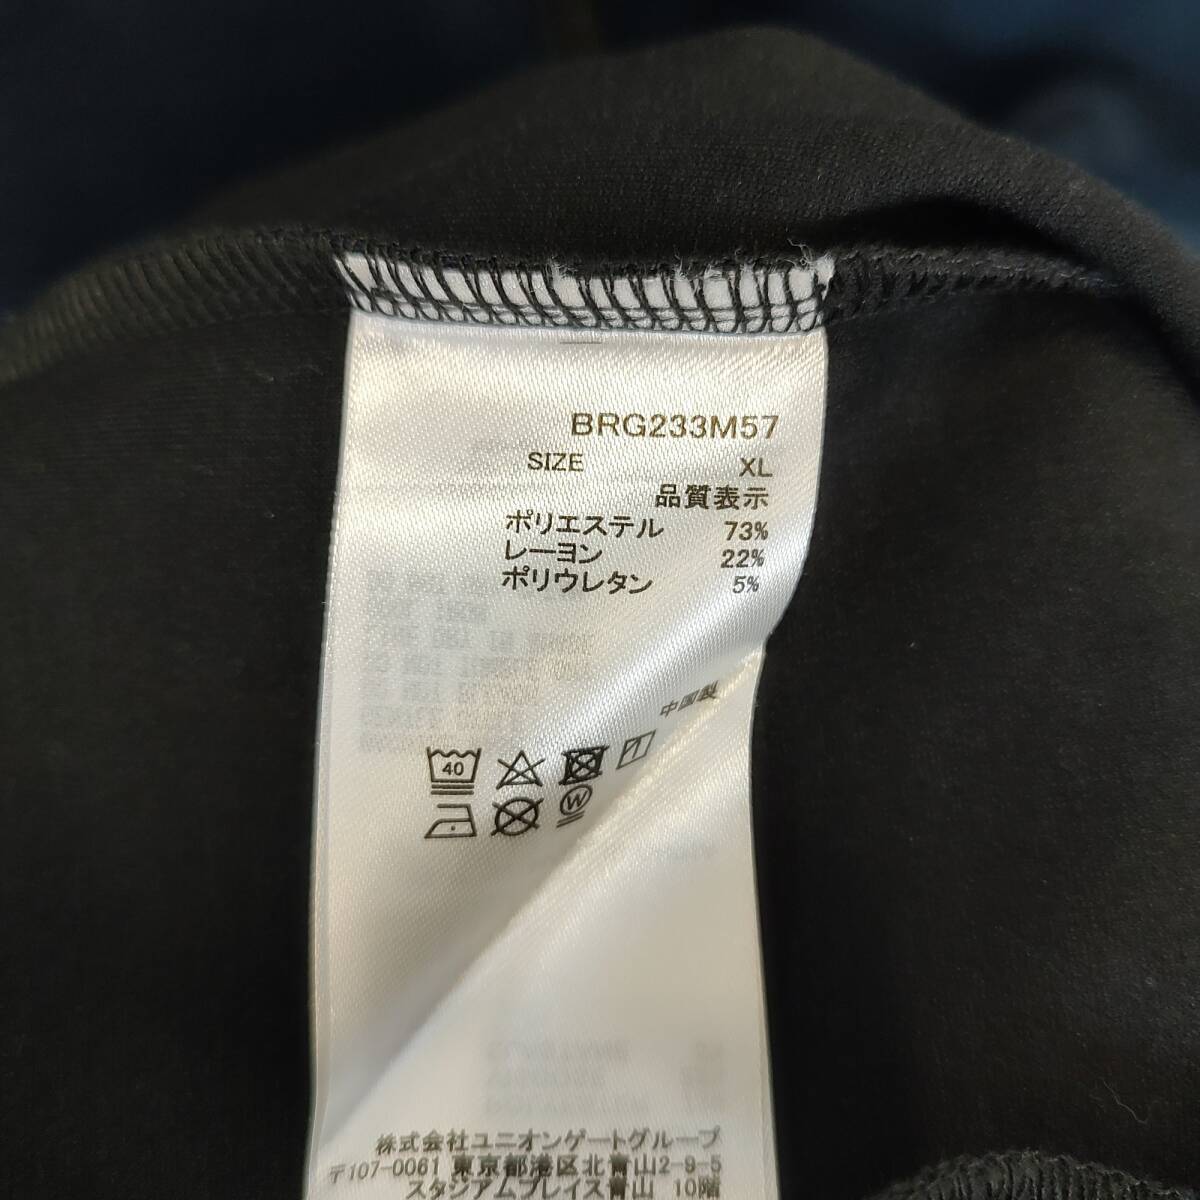 BRG233M57
SIZE XL
品質表示
ポリエステル 73%
レーヨン 22%
ポリウレタン 5%
中国製
40
W
株式会社ユニオンゲートグループ
〒107-0061 東京都港区北青山2-9-5
スタジアムプレイス青山 10階